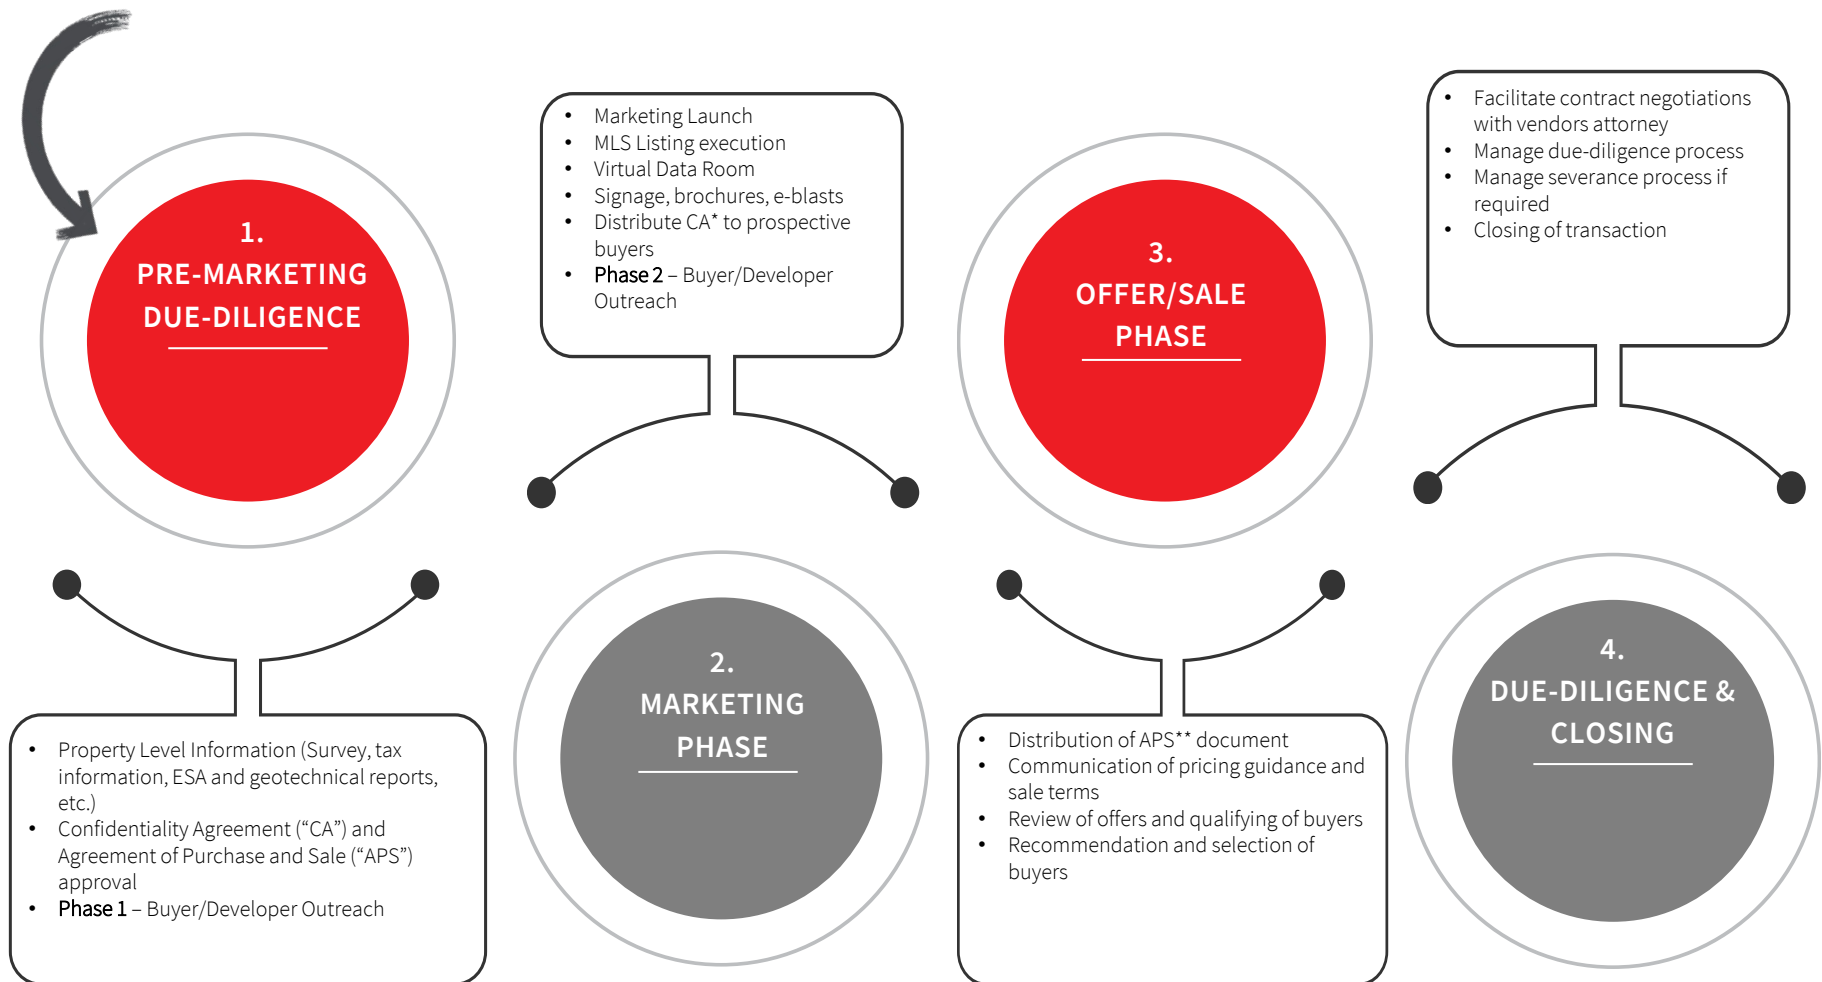 1.
PRE-MARKETING
DUE-DILIGENCE
• Property Level Information (Survey, tax
information, ESA and geotechnical reports,
etc.)
• Confidentiality Agreement (“CA”) and
Agreement of Purchase and Sale (“APS”)
approval
• Phase 1 – Buyer/Developer Outreach
• Marketing Launch
• MLS Listing execution
• Virtual Data Room
• Signage, brochures, e-blasts
• Distribute CA* to prospective
buyers
• Phase 2 – Buyer/Developer
Outreach
2.
MARKETING
PHASE
3.
OFFER/SALE
PHASE
• Distribution of APS** document
• Communication of pricing guidance and
sale terms
• Review of offers and qualifying of buyers
• Recommendation and selection of
buyers
• Facilitate contract negotiations
with vendors attorney
• Manage due-diligence process
• Manage severance process if
required
• Closing of transaction
4.
DUE-DILIGENCE &
CLOSING